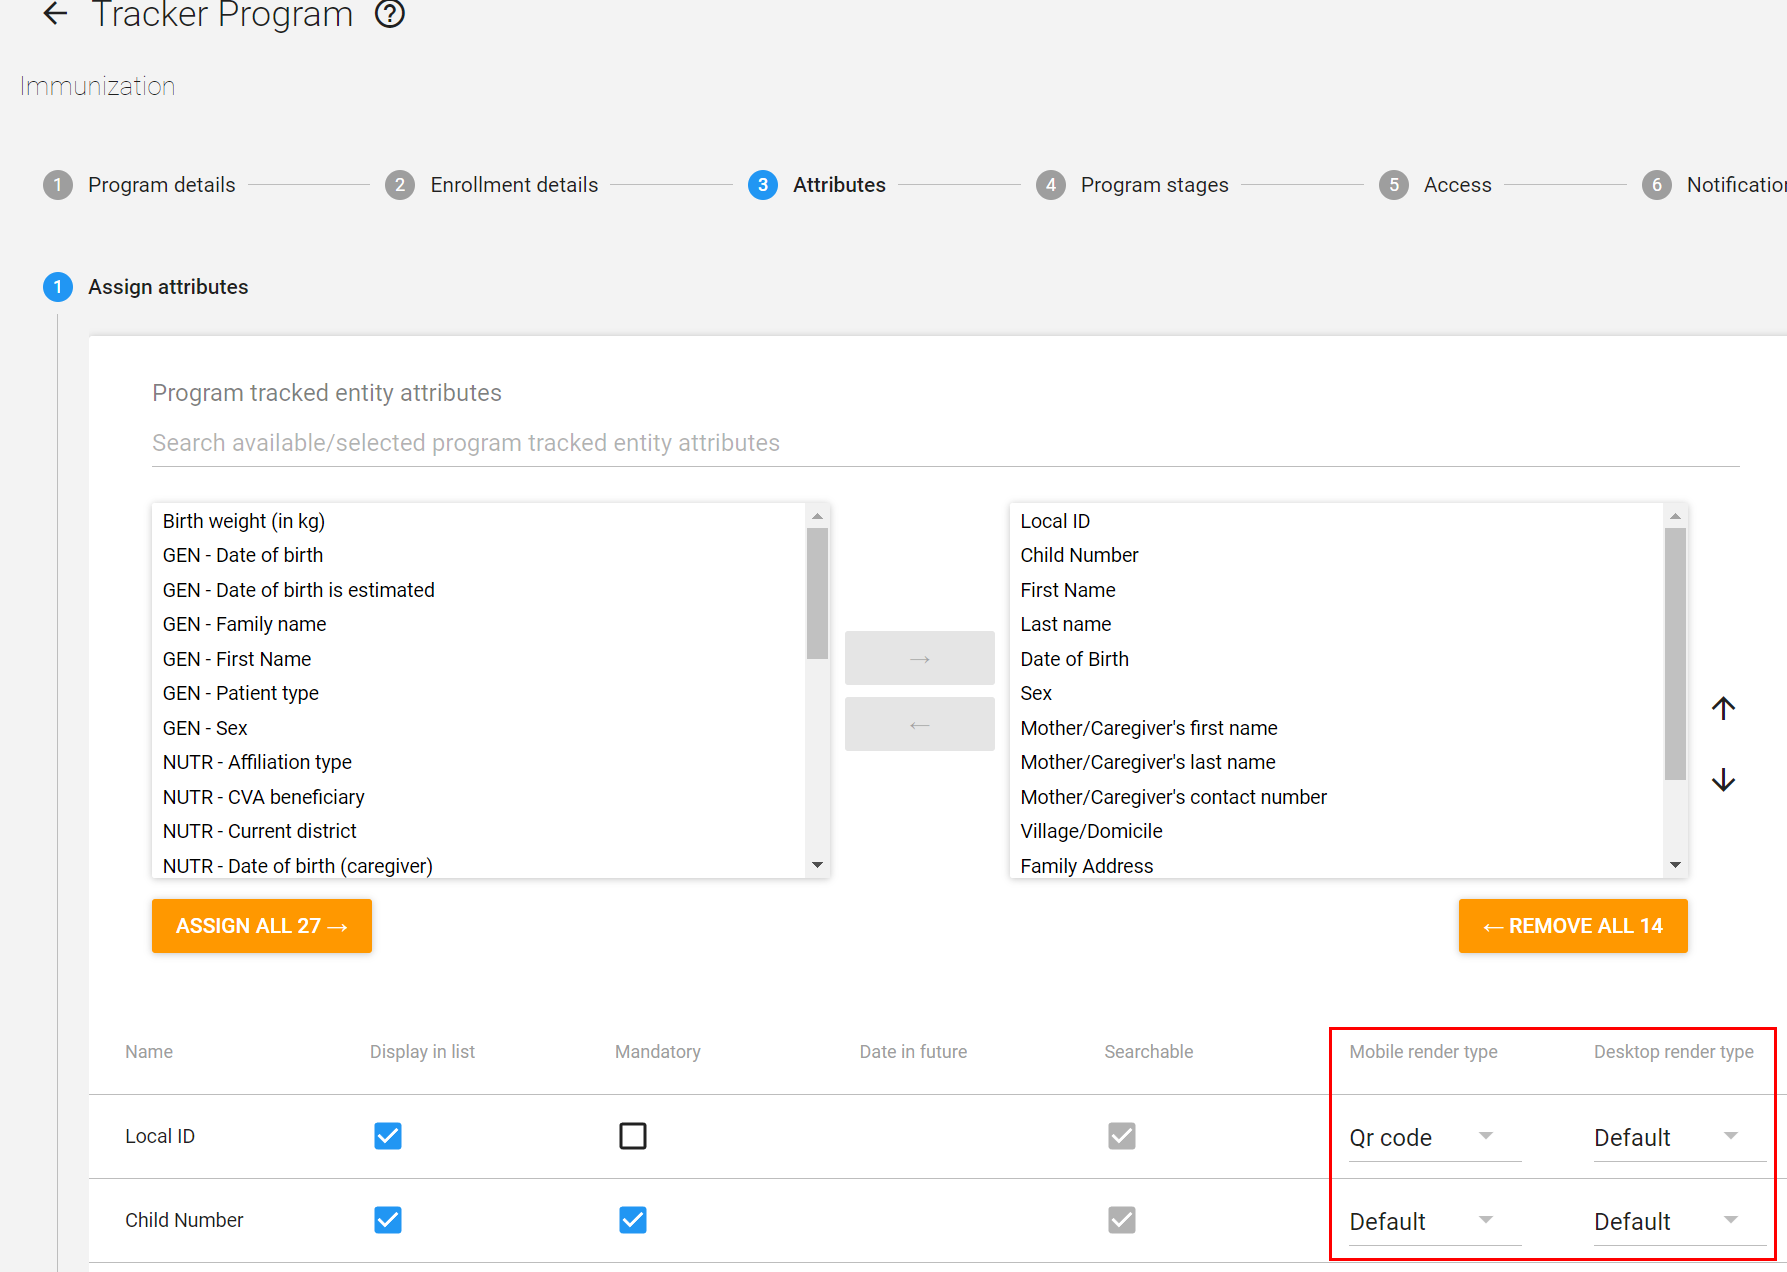 ← Tracker Program ?
Immunization
1 Program details 2 Enrollment details 3 Attributes 4 Program stages 5 Access 6 Notification
1 Assign attributes
Program tracked entity attributes
Search available/selected program tracked entity attributes
Birth weight (in kg)
GEN - Date of birth
GEN - Date of birth is estimated
GEN - Family name
GEN - First Name
GEN - Patient type
GEN - Sex
NUTR - Affiliation type
NUTR - CVA beneficiary
NUTR - Current district
NUTR - Date of birth (caregiver)
→
←
Local ID
Child Number
First Name
Last name
Date of Birth
Sex
Mother/Caregiver's first name
Mother/Caregiver's last name
Mother/Caregiver's contact number
Village/Domicile
Family Address
ASSIGN ALL 27 →
← REMOVE ALL 14
Name Display in list Mandatory Date in future Searchable Mobile render type Desktop render type
Local ID Qr code Default
Child Number Default Default